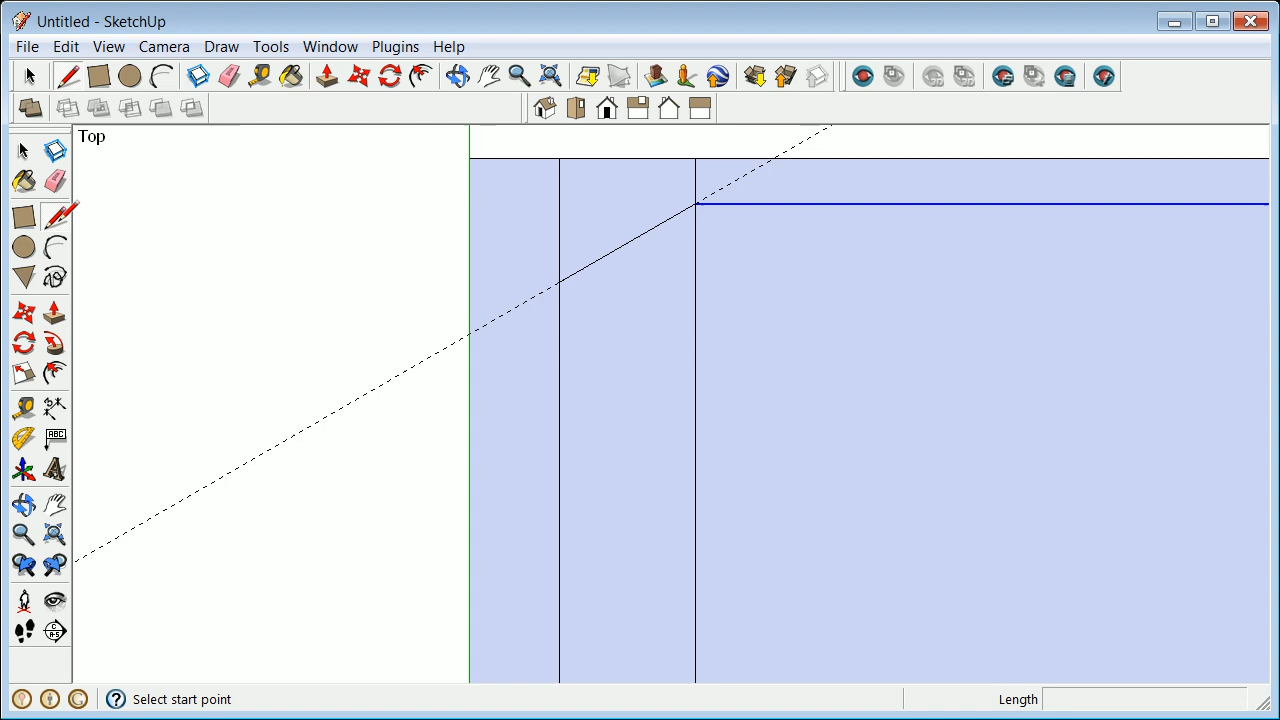 Untitled - SketchUp
File Edit View Camera Draw Tools Window Plugins Help
Top
ABC
Select start point
Length